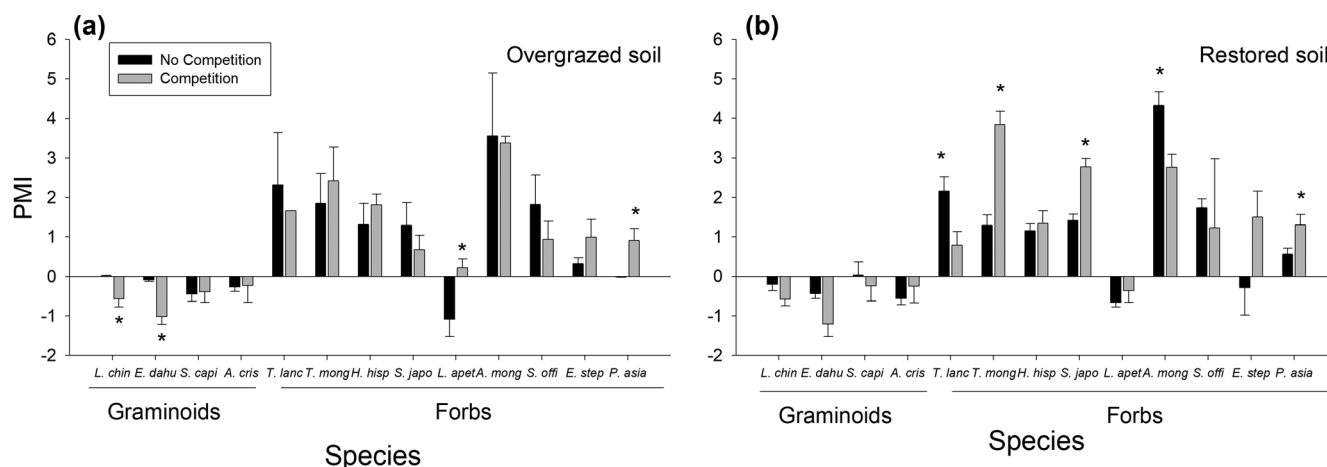 (a)
No Competition
Competition
Overgrazed soil
PMI
6
5
4
3
2
1
0
-1
-2
* * * *
L. chin E. dahu S. capi A. cris T. lanc T. mong H. hisp S. japo L. apet A. mong S. offi E. step P. asia
Graminoids Forbs
Species
(b)
Restored soil
6
5
4
3
2
1
0
-1
-2
* * * * *
L. chin E. dahu S. capi A. cris T. lanc T. mong H. hisp S. japo L. apet A. mong S. offi E. step P. asia
Graminoids Forbs
Species